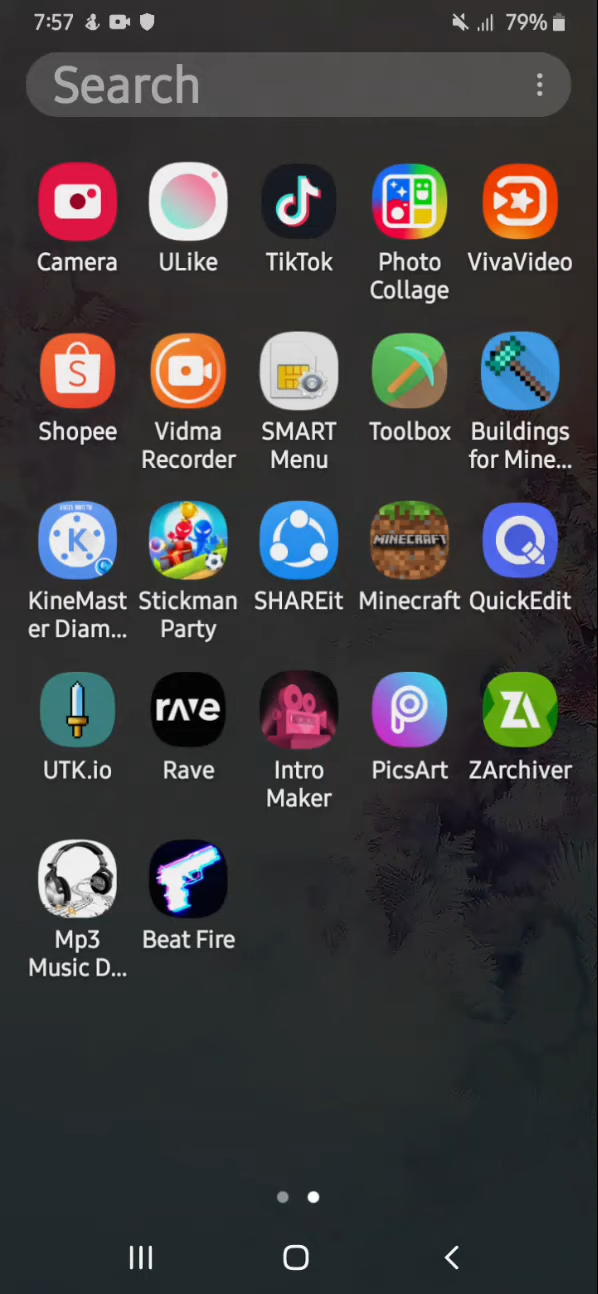 7:57
79%
Search
Camera
ULike
TikTok
Photo
Collage
VivaVideo
Shopee
Vidma
Recorder
SMART
Menu
Toolbox
Buildings
for Mine...
KineMast
er Diam...
Stickman
Party
SHAREit
MINECRAFT
Minecraft
QuickEdit
UTK.io
rave
Rave
Intro
Maker
PicsArt
ZArchiver
Mp3
Music D...
Beat Fire